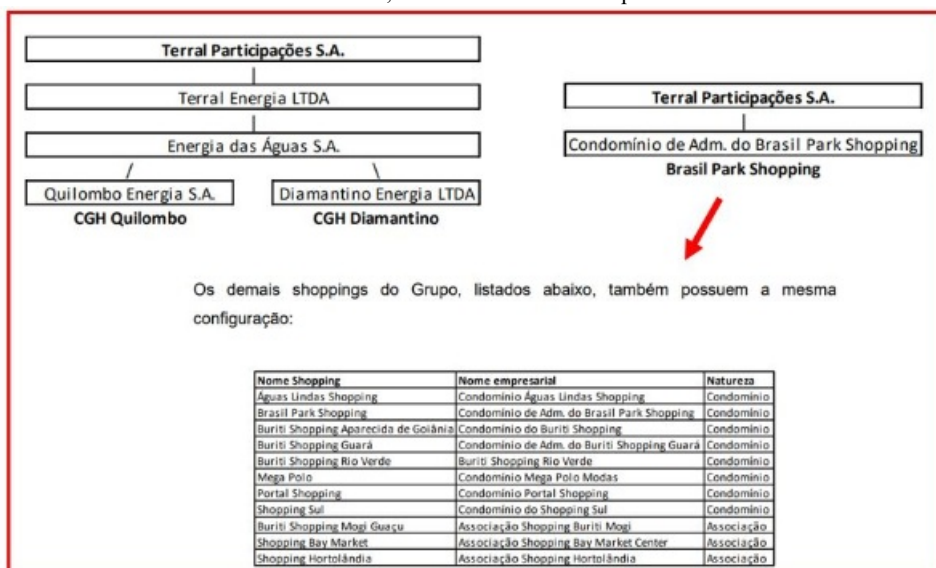 Terral Participações S.A.
Terral Energia LTDA
Energia das Águas S.A.
Quilombo Energia S.A. Diamantino Energia LTDA
CGH Quilombo CGH Diamantino
Terral Participações S.A.
Condomínio de Adm. do Brasil Park Shopping
Brasil Park Shopping
Os demais shoppings do Grupo, listados abaixo, também possuem a mesma
configuração:
Nome Shopping Nome empresarial Natureza
Águas Lindas Shopping Condomínio Águas Lindas Shopping Condomínio
Brasil Park Shopping Condomínio de Adm. do Brasil Park Shopping Condomínio
Buriti Shopping Aparecida de Goiânia Condomínio do Buriti Shopping Condomínio
Buriti Shopping Guará Condomínio de Adm. do Buriti Shopping Guará Condomínio
Buriti Shopping Rio Verde Buriti Shopping Rio Verde Condomínio
Mega Polo Condomínio Mega Polo Modas Condomínio
Portal Shopping Condomínio Portal Shopping Condomínio
Shopping Sul Condomínio do Shopping Sul Condomínio
Buriti Shopping Mogi Guaçu Associação Shopping Buriti Mogi Associação
Shopping Bay Market Associação Shopping Bay Market Center Associação
Shopping Hortolândia Associação Shopping Hortolândia Associação